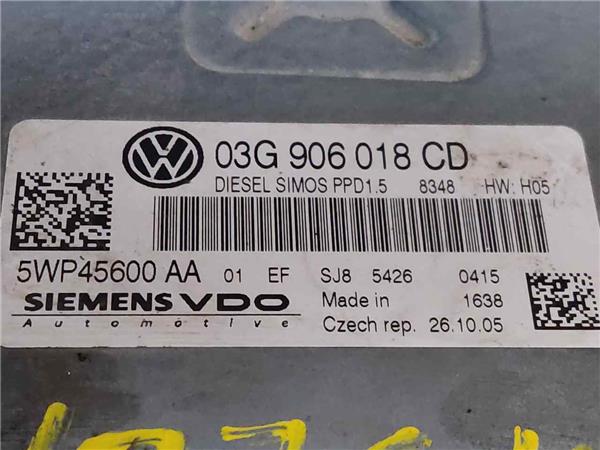 03G 906 018 CD
DIESEL SIMOS PPD1.5 8348 HW: H05
5WP45600 AA 01 EF SJ8 5426 0415
SIEMENS VDO Made in 1638
Automotive Czech rep. 26.10.05